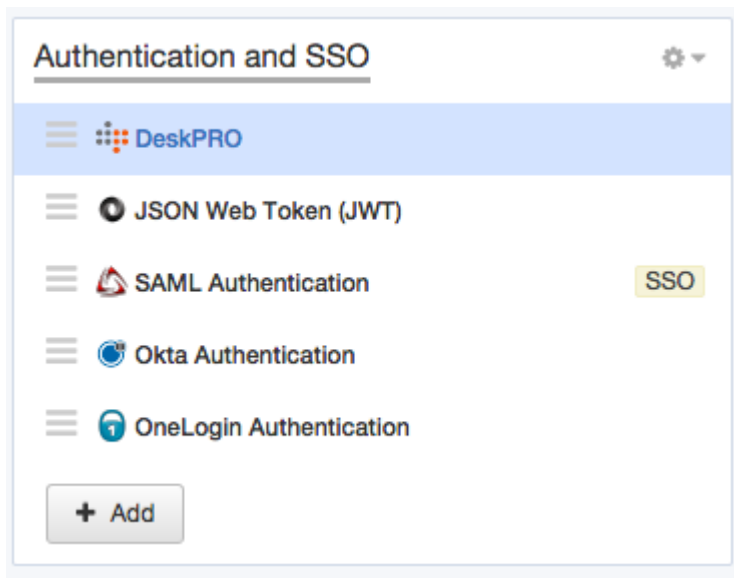 Authentication and SSO
DeskPRO
JSON Web Token (JWT)
SAML Authentication SSO
Okta Authentication
OneLogin Authentication
+ Add